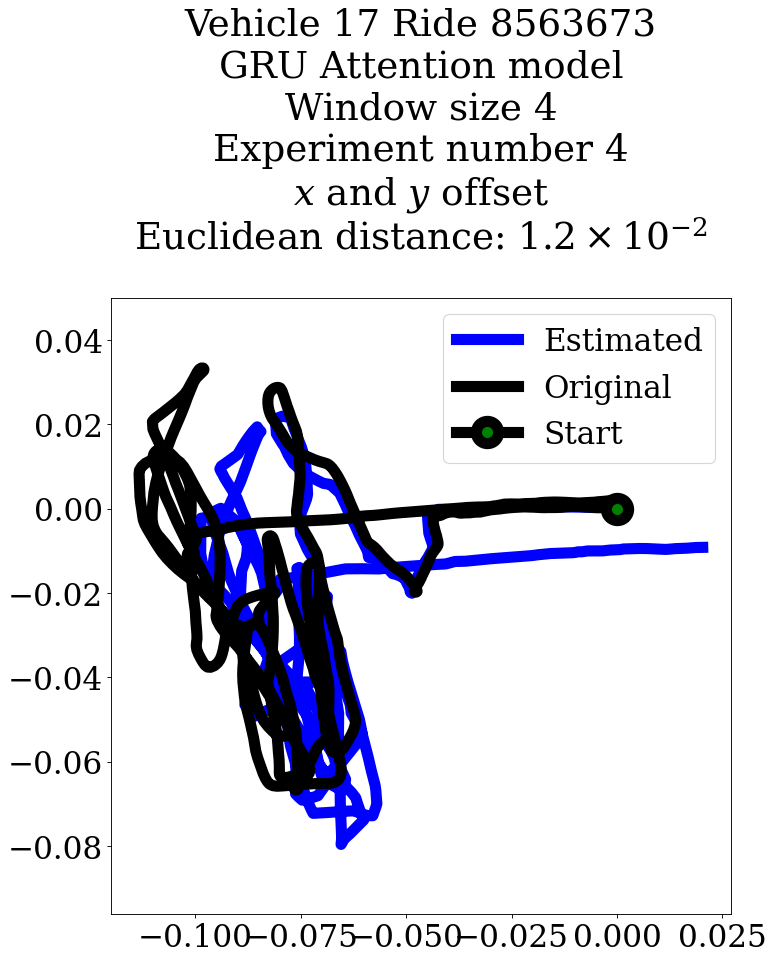 Vehicle 17 Ride 8563673
GRU Attention model
Window size 4
Experiment number 4
x and y offset
Euclidean distance: 1.2 × 10⁻²
Estimated
Original
Start
0.04
0.02
0.00
−0.02
−0.04
−0.06
−0.08
−0.100 −0.075 −0.050 −0.025 0.000 0.025